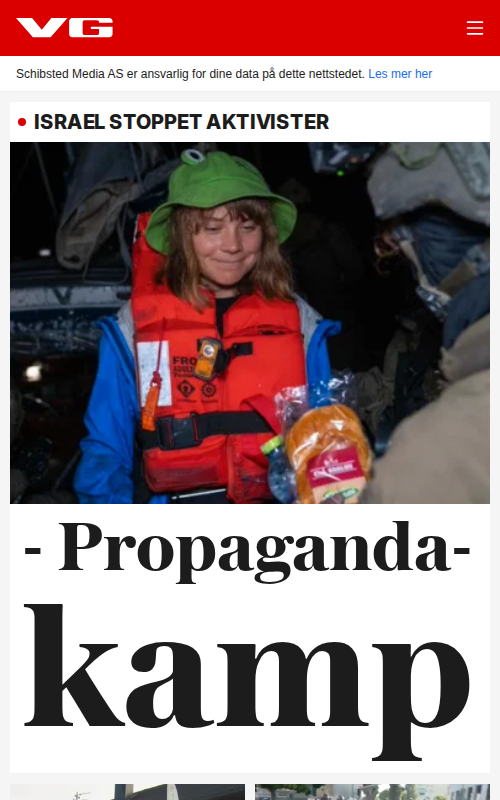 VG
Schibsted Media AS er ansvarlig for dine data på dette nettstedet. Les mer her
ISRAEL STOPPET AKTIVISTER
- Propaganda-
kamp